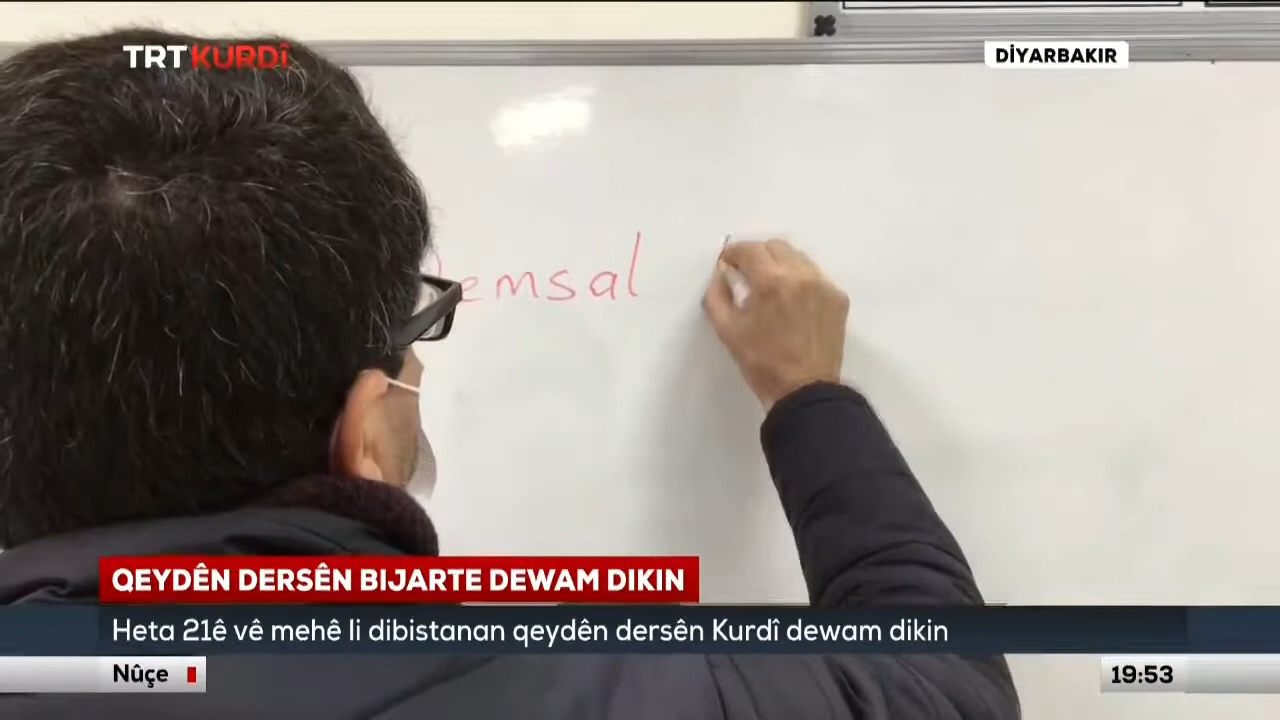 TRT KURDÎ
DİYARBAKIR
QEYDÊN DERSÊN BIJARTE DEWAM DIKIN
Heta 21ê vê mehê li dibistanan qeydên dersên Kurdî dewam dikin
Nûçe
19:53